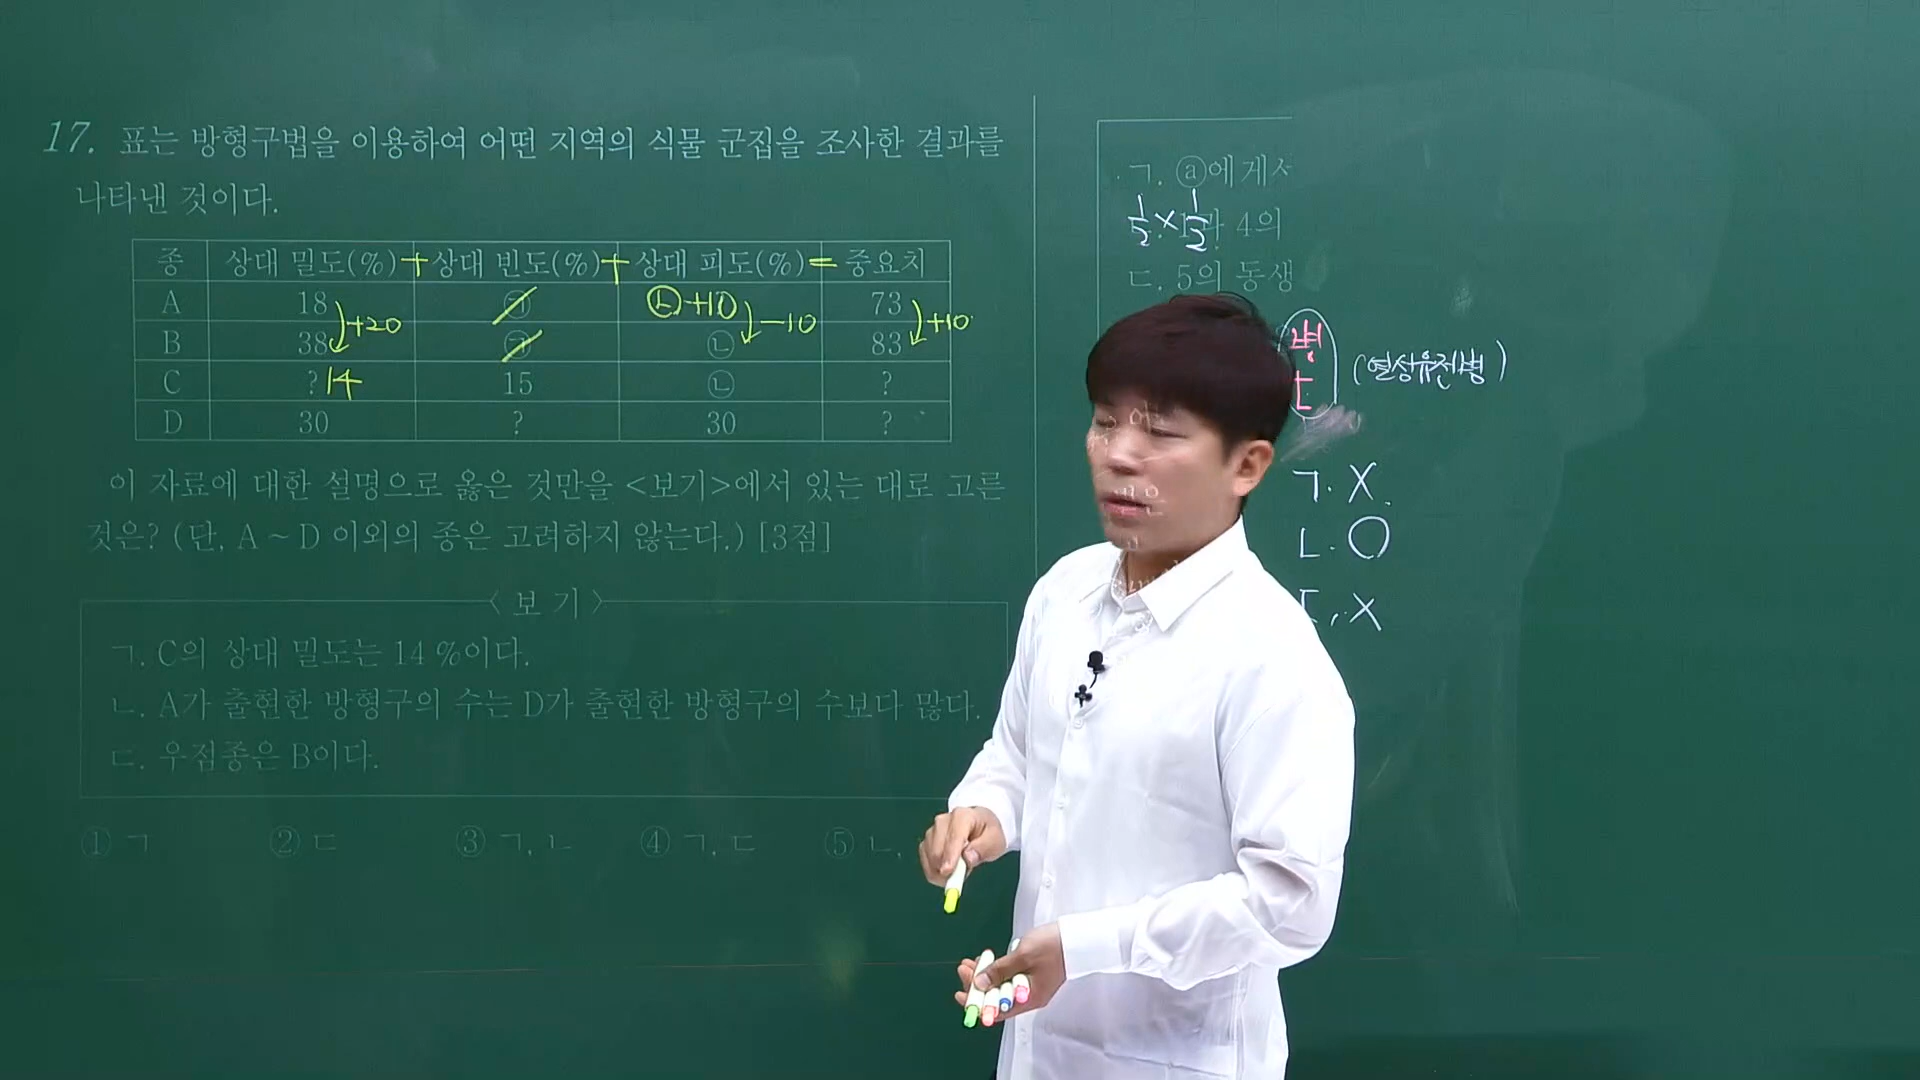 17. 표는 방형구법을 이용하여 어떤 지역의 식물 군집을 조사한 결과를
나타낸 것이다.
종 상대 밀도(%) + 상대 빈도(%) + 상대 피도(%) = 중요치
A 18 ㉠ ㉡+10 73
+20 -10 +10
B 38 ㉠ ㉡ 83
C ? 14 15 ㉡ ?
D 30 ? 30 ?
이 자료에 대한 설명으로 옳은 것만을 <보기>에서 있는 대로 고른
것은? (단, A ~ D 이외의 종은 고려하지 않는다.) [3점]
< 보 기 >
ㄱ. C의 상대 밀도는 14 %이다.
ㄴ. A가 출현한 방형구의 수는 D가 출현한 방형구의 수보다 많다.
ㄷ. 우점종은 B이다.
① ㄱ ② ㄷ ③ ㄱ, ㄴ ④ ㄱ, ㄷ ⑤ ㄴ,
ㄱ. ⓐ에게서
1/2 × 1/2 4의
ㄷ. 5의 동생
병
(열성유전병)
ㄱ. X
ㄴ. O
ㄷ. X